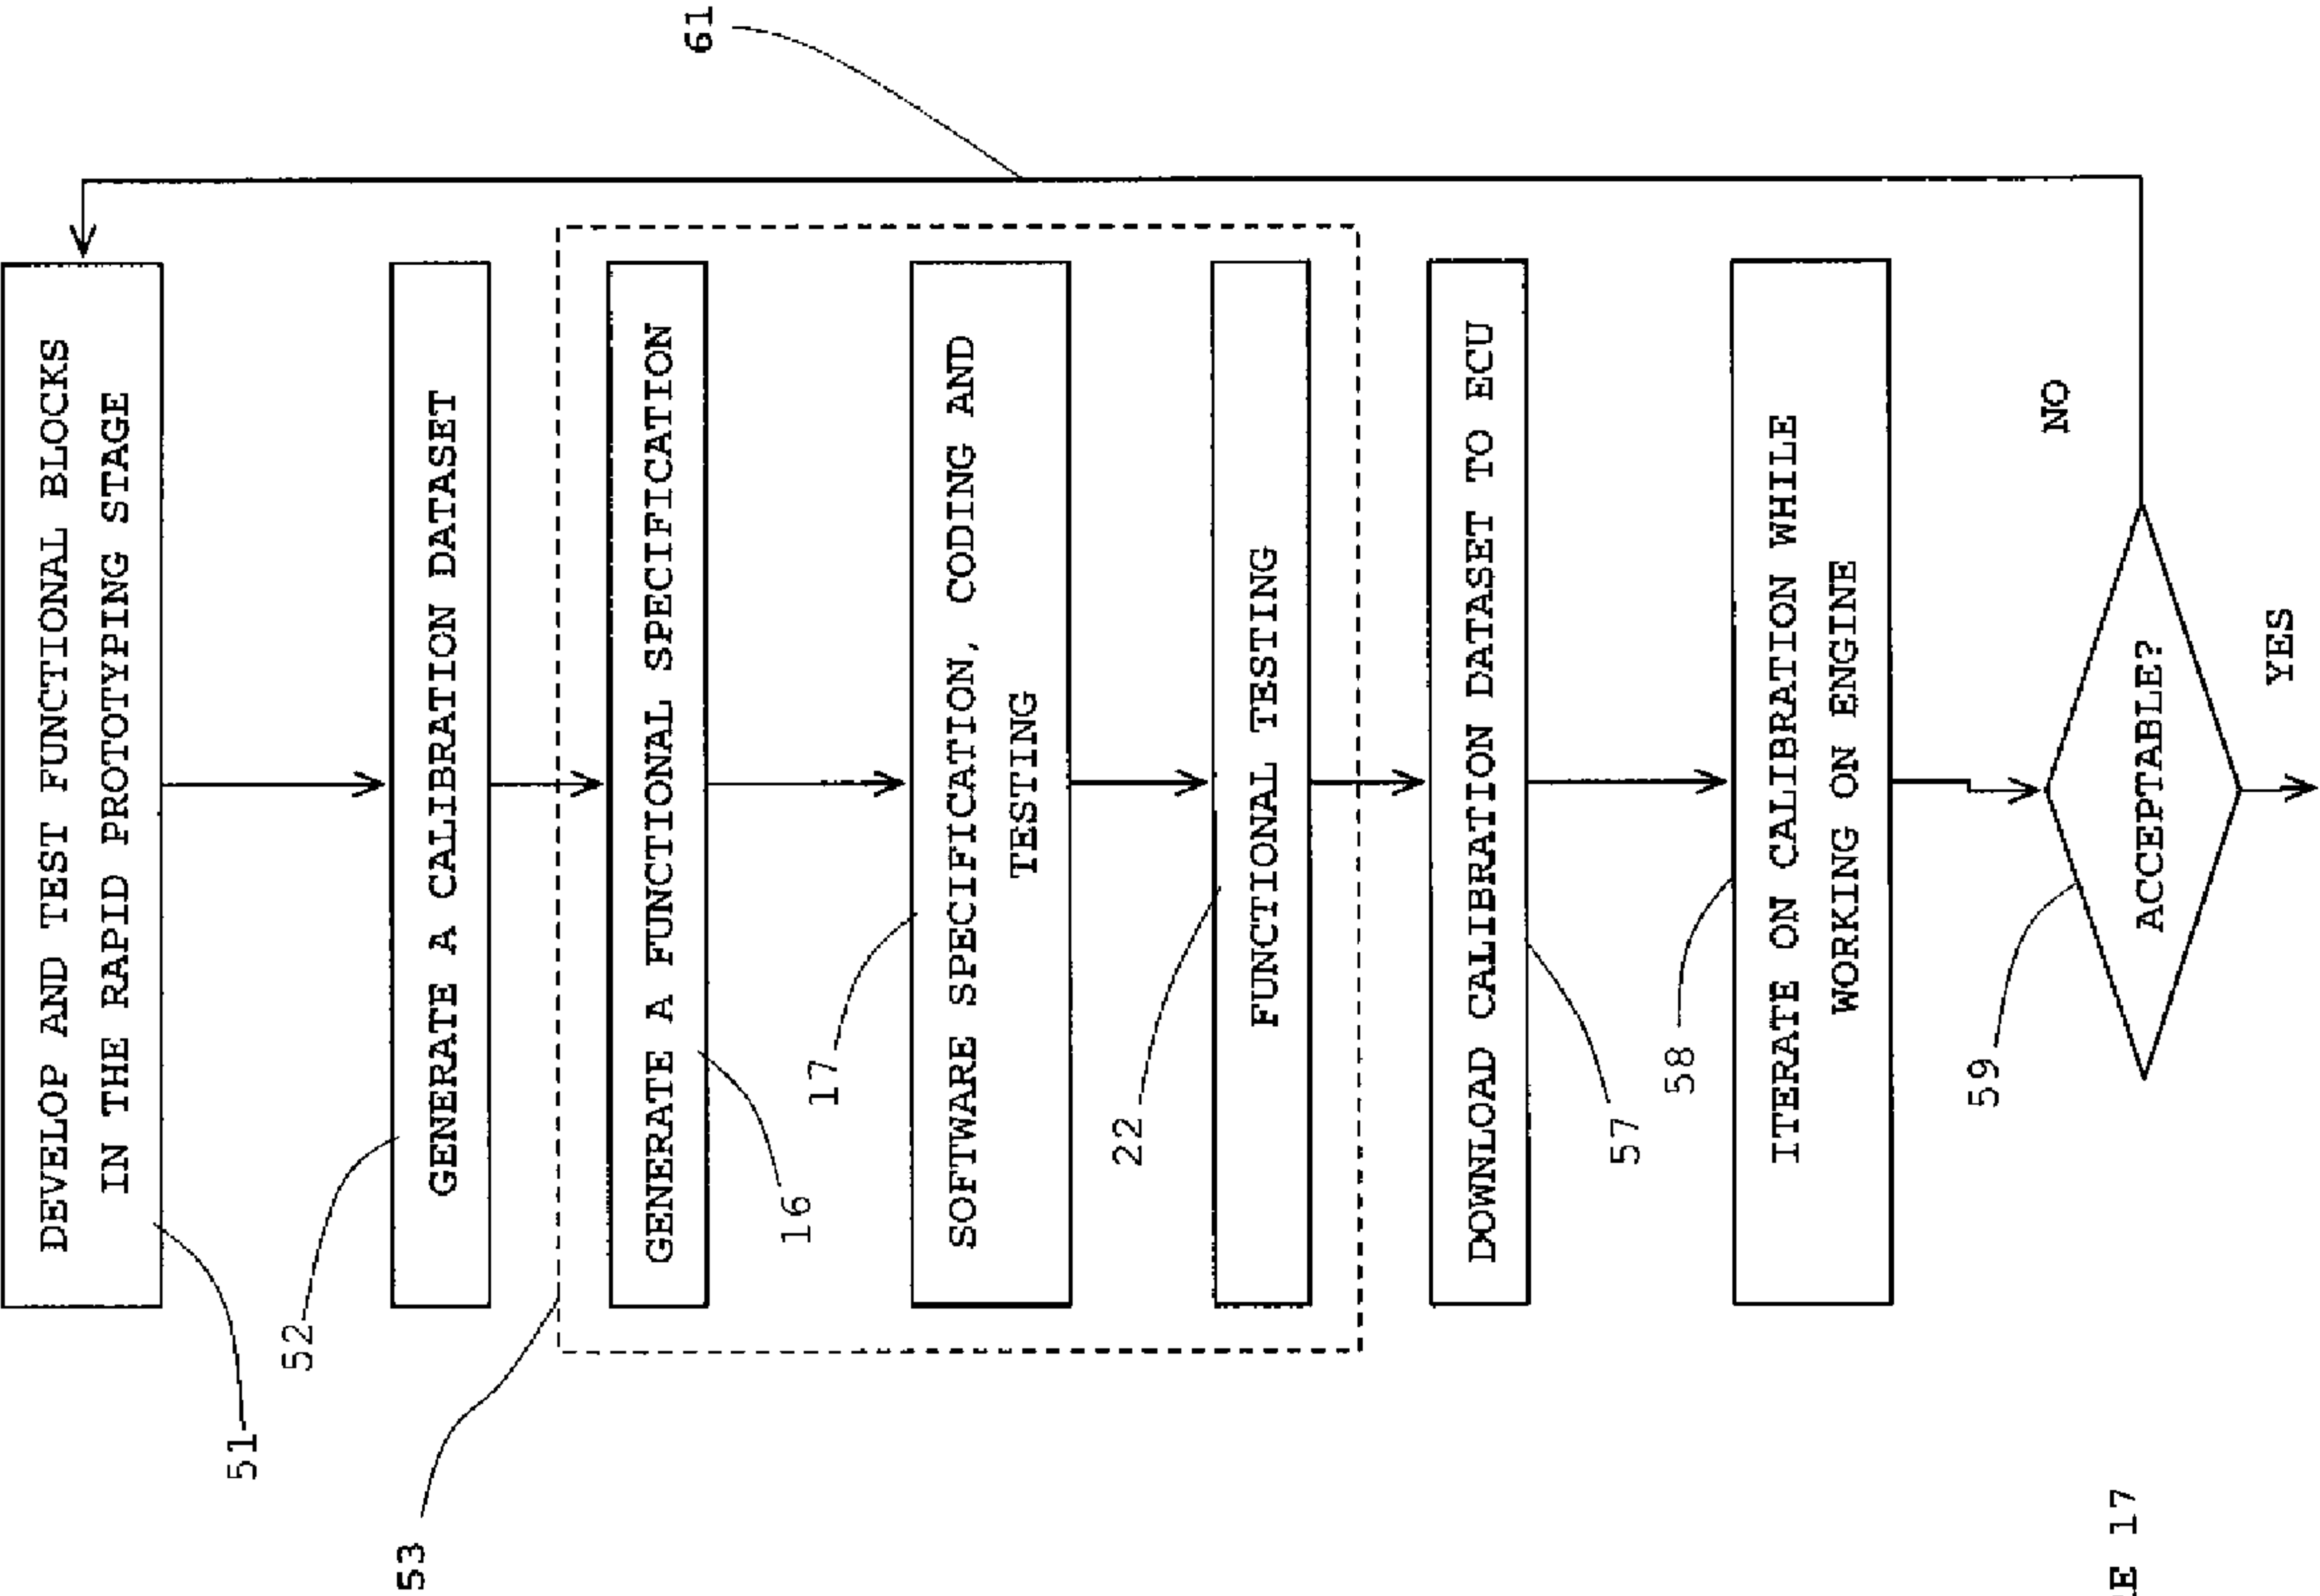 DEVELOP AND TEST FUNCTIONAL BLOCKS
IN THE RAPID PROTOTYPING STAGE
51
GENERATE A CALIBRATION DATASET
52
53
GENERATE A FUNCTIONAL SPECIFICATION
16
61
SOFTWARE SPECIFICATION, CODING AND
TESTING
17
FUNCTIONAL TESTING
22
DOWNLOAD CALIBRATION DATASET TO ECU
57
ITERATE ON CALIBRATION WHILE
WORKING ON ENGINE
58
ACCEPTABLE?
59
NO
YES
17